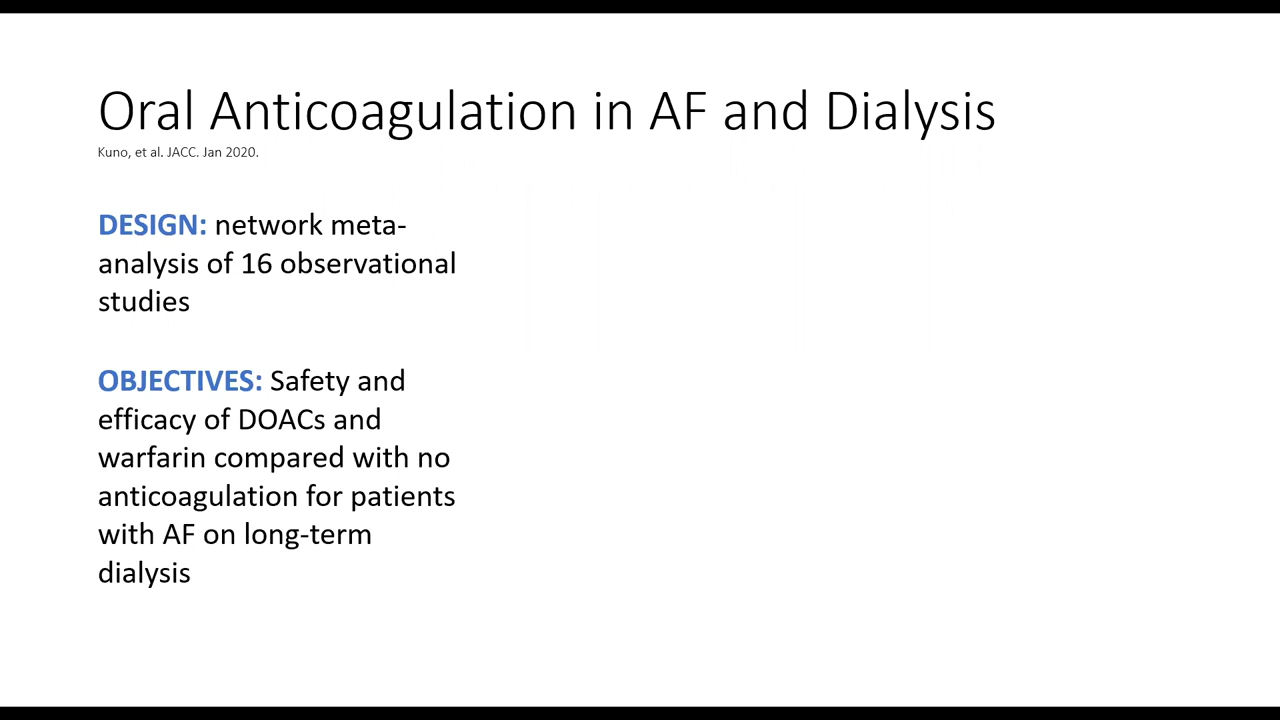 Oral Anticoagulation in AF and Dialysis
Kuno, et al. JACC. Jan 2020.
DESIGN: network meta-
analysis of 16 observational
studies
OBJECTIVES: Safety and
efficacy of DOACs and
warfarin compared with no
anticoagulation for patients
with AF on long-term
dialysis